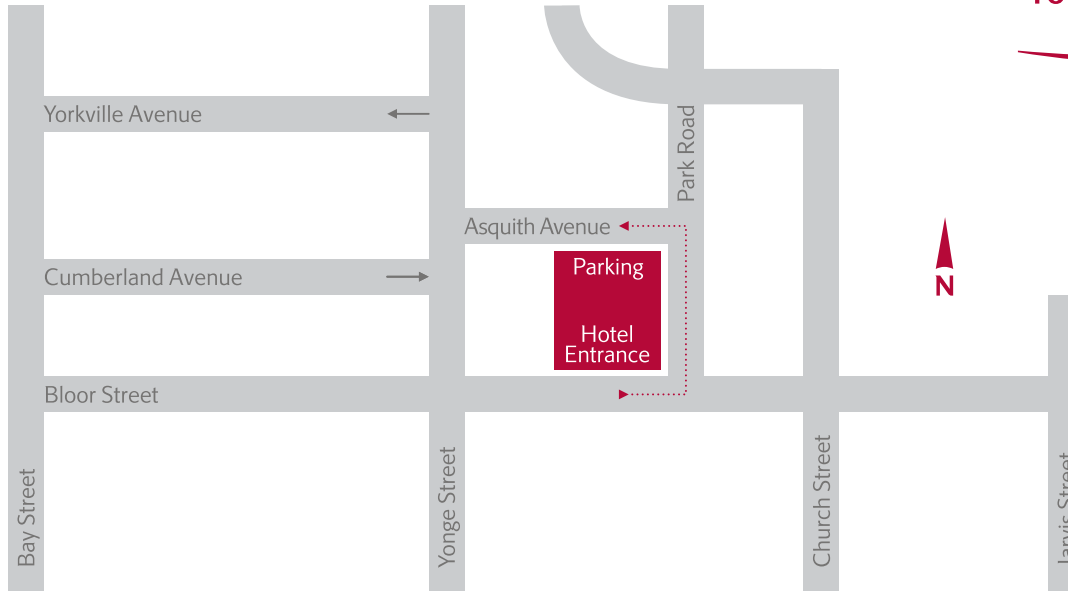 Yorkville Avenue
Park Road
Asquith Avenue
Parking
Cumberland Avenue
N
Hotel
Entrance
Bloor Street
Bay Street
Yonge Street
Church Street
Street